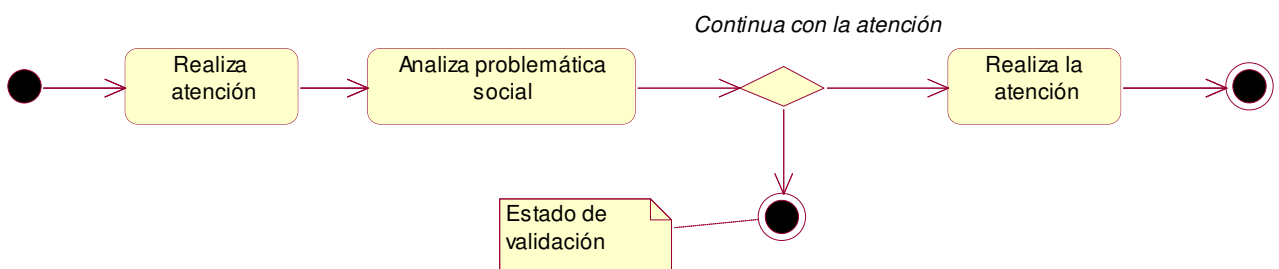 Continua con la atención
Realiza
atención
Analiza problemática
social
Realiza la
atención
Estado de
validación